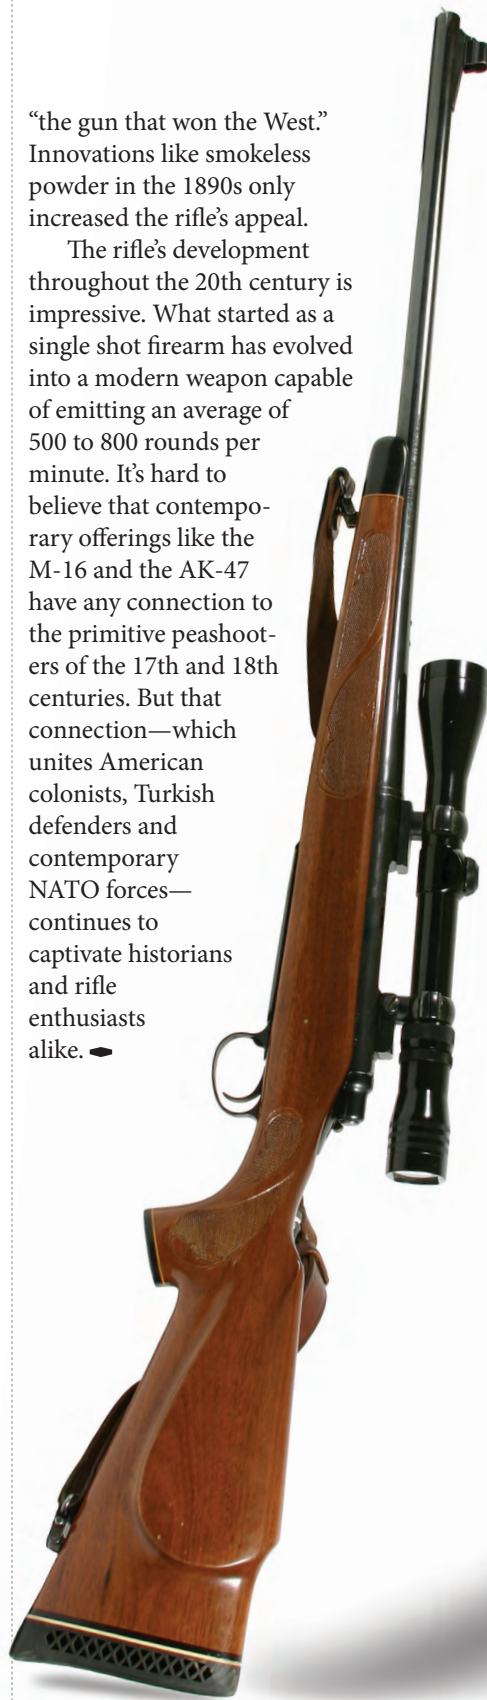 “the gun that won the West.”
Innovations like smokeless
powder in the 1890s only
increased the rifle’s appeal.
The rifle’s development
throughout the 20th century is
impressive. What started as a
single shot firearm has evolved
into a modern weapon capable
of emitting an average of
500 to 800 rounds per
minute. It’s hard to
believe that contempo-
rary offerings like the
M-16 and the AK-47
have any connection to
the primitive peashoot-
ers of the 17th and 18th
centuries. But that
connection—which
unites American
colonists, Turkish
defenders and
contemporary
NATO forces—
continues to
captivate historians
and rifle
enthusiasts
alike.